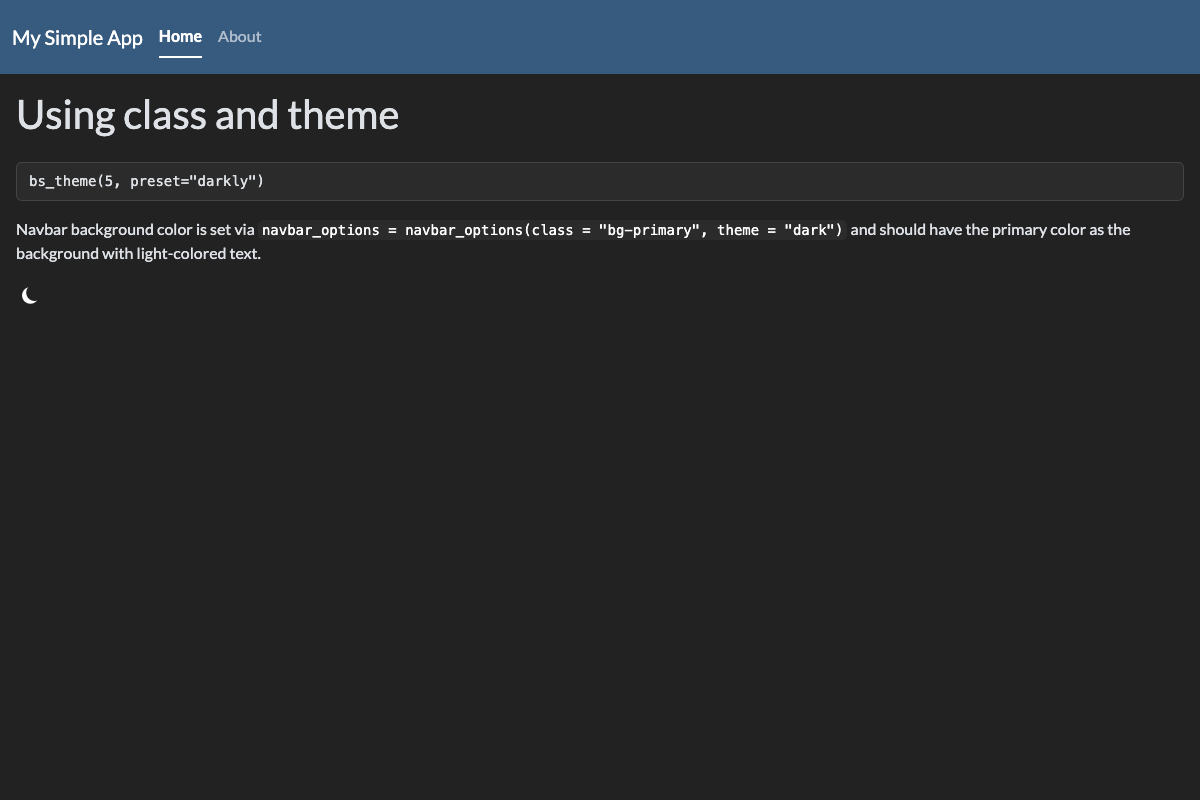 My Simple App Home About
Using class and theme
bs_theme(5, preset="darkly")
Navbar background color is set via navbar_options = navbar_options(class = "bg-primary", theme = "dark") and should have the primary color as the
background with light-colored text.